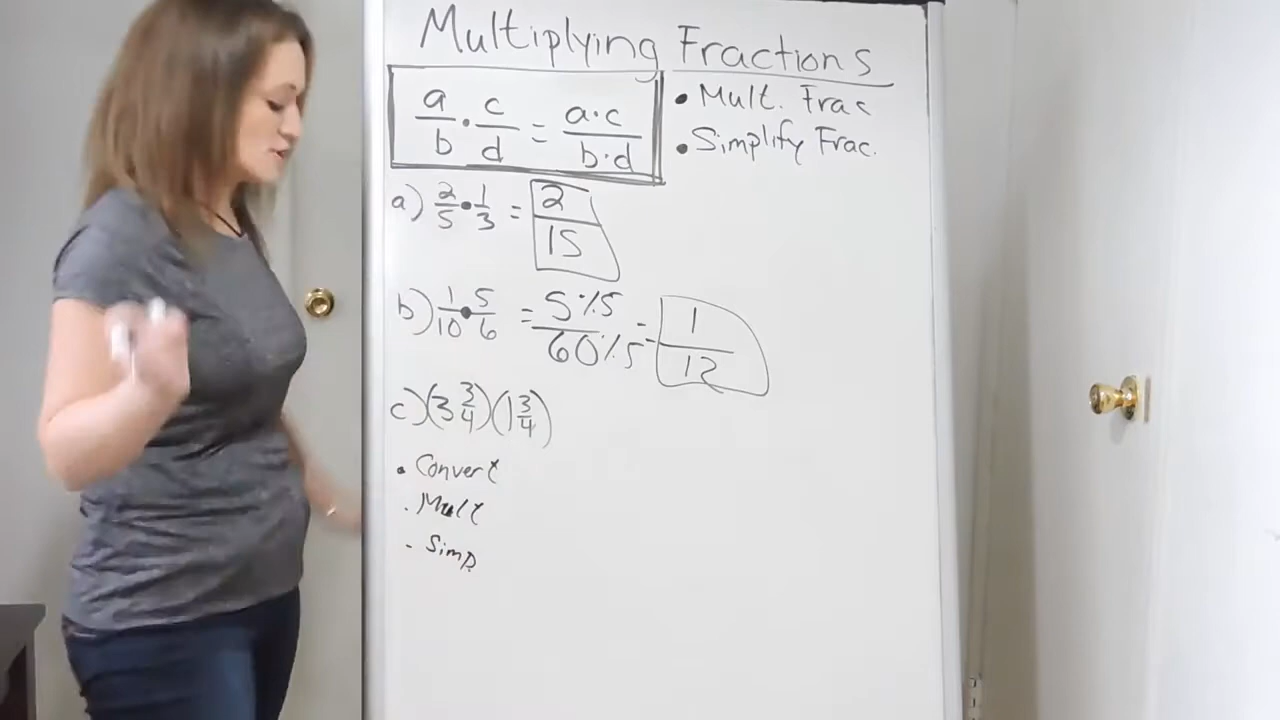 Multiplying Fractions
a/b · c/d = a·c/b·d
• Mult. Frac
• Simplify Frac.
a) 2/5 · 1/3 = 2/15
b) 1/10 · 5/6 = 5÷5/60÷5 = 1/12
c) (3 3/4)(1 3/4)
• Convert
· Mult
- Simp